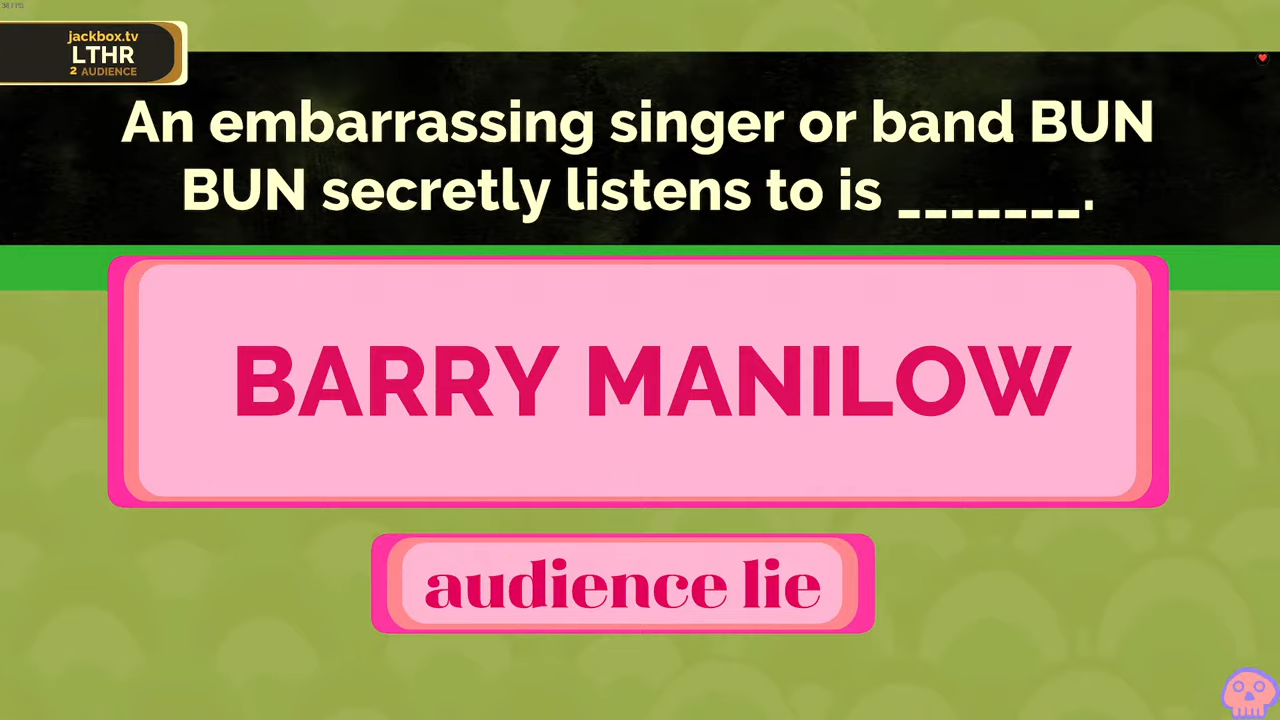 jackbox.tv
LTHR
2 AUDIENCE
An embarrassing singer or band BUN
BUN secretly listens to is _______.
BARRY MANILOW
audience lie